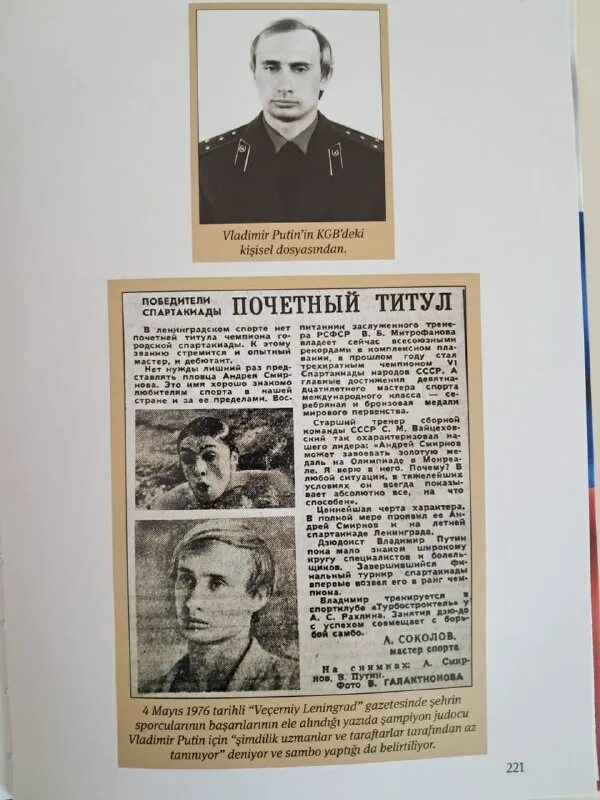 Vladimir Putin'in KGB'deki
kişisel dosyasından.
ПОБЕДИТЕЛИ
СПАРТАКИАДЫ
ПОЧЕТНЫЙ ТИТУЛ
В ленинградском спорте нет
почетней титула чемпиона го-
родской спартакиады. К этому
званию стремится и опытный
мастер, и дебютант.
Нет нужды лишний раз пред-
ставлять пловца Андрея Смир-
нова. Это имя хорошо знакомо
любителям спорта в нашей
стране и за ее пределами. Вос-
питанник заслуженного трене-
ра РСФСР В. Б. Митрофанова
владеет сейчас всесоюзными
рекордами в комплексном пла-
вании, в прошлом году стал
трехкратным чемпионом VI
Спартакиады народов СССР. А
главные достижения девятна-
дцатилетнего мастера спорта
международного класса — се-
ребряная и бронзовая медали
мирового первенства.
Старший тренер сборной
команды СССР С. М. Вайцехов-
ский так охарактеризовал на-
шего лидера: «Андрей Смирнов
может завоевать золотую ме-
даль на Олимпиаде в Монреа-
ле. Я верю в него. Почему? В
любой ситуации, в тяжелейших
условиях он всегда показы-
вает абсолютно все, на что
способен».
Ценнейшая черта характера.
В полной мере проявил ее Ан-
дрей Смирнов и на летней
спартакиаде Ленинграда.
Дзюдоист Владимир Путин
пока мало знаком широкому
кругу специалистов и болель-
щиков. Завершившийся фи-
нальный турнир спартакиады
впервые возвел его в ранг чем-
пиона.
Владимир тренируется в
спортклубе «Турбостроитель» у
А. С. Рахлина. Занятия дзю-до
с успехом совмещает с борь-
бой самбо.
А. СОКОЛОВ,
мастер спорта
На снимках: А. Смир-
нов, В. Путин.
Фото В. ГАЛАКТИОНОВА
4 Mayıs 1976 tarihli "Veçerniy Leningrad" gazetesinde şehrin
sporcularının başarılarının ele alındığı yazıda şampiyon judocu
Vladimir Putin için "şimdilik uzmanlar ve taraftarlar tarafından az
tanınıyor" deniyor ve sambo yaptığı da belirtiliyor.
221